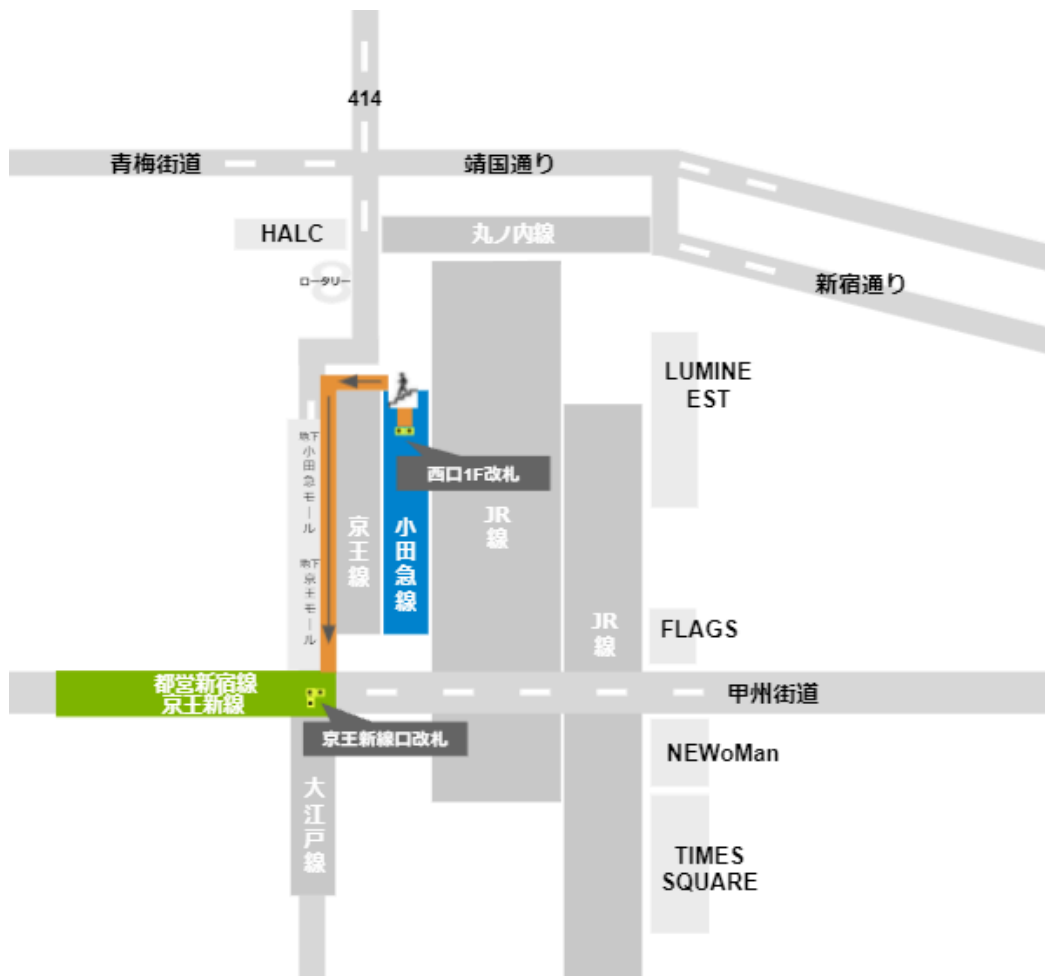 414
青梅街道
靖国通り
HALC
丸ノ内線
ロータリー
新宿通り
LUMINE
EST
西口1F改札
地下
小田急モール
京王線
小田急線
JR
線
地下
京王モール
JR
線
FLAGS
都営新宿線
京王新線
甲州街道
京王新線口改札
NEWoMan
大江戸線
TIMES
SQUARE